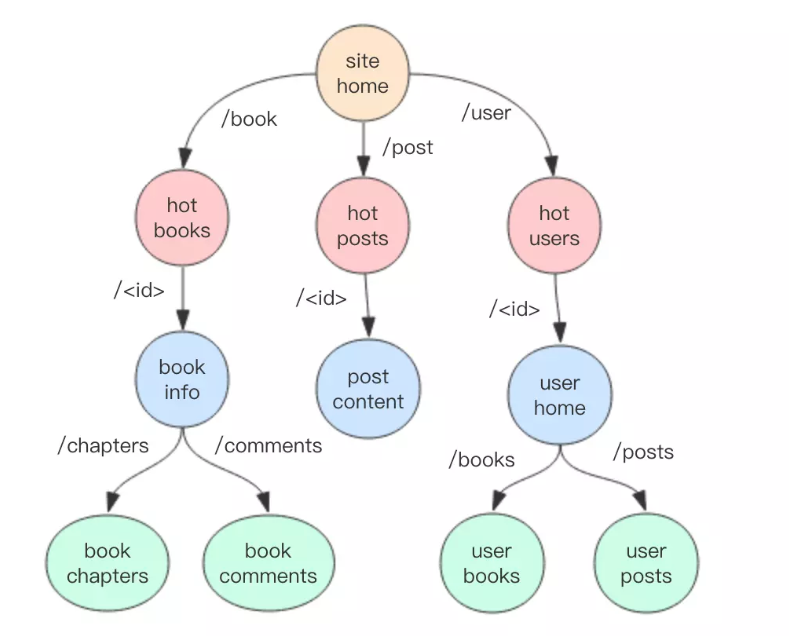 site
home
/book
/user
/post
hot
books
hot
posts
hot
users
/<id>
/<id>
/<id>
book
info
post
content
user
home
/chapters
/comments
/books
/posts
book
chapters
book
comments
user
books
user
posts